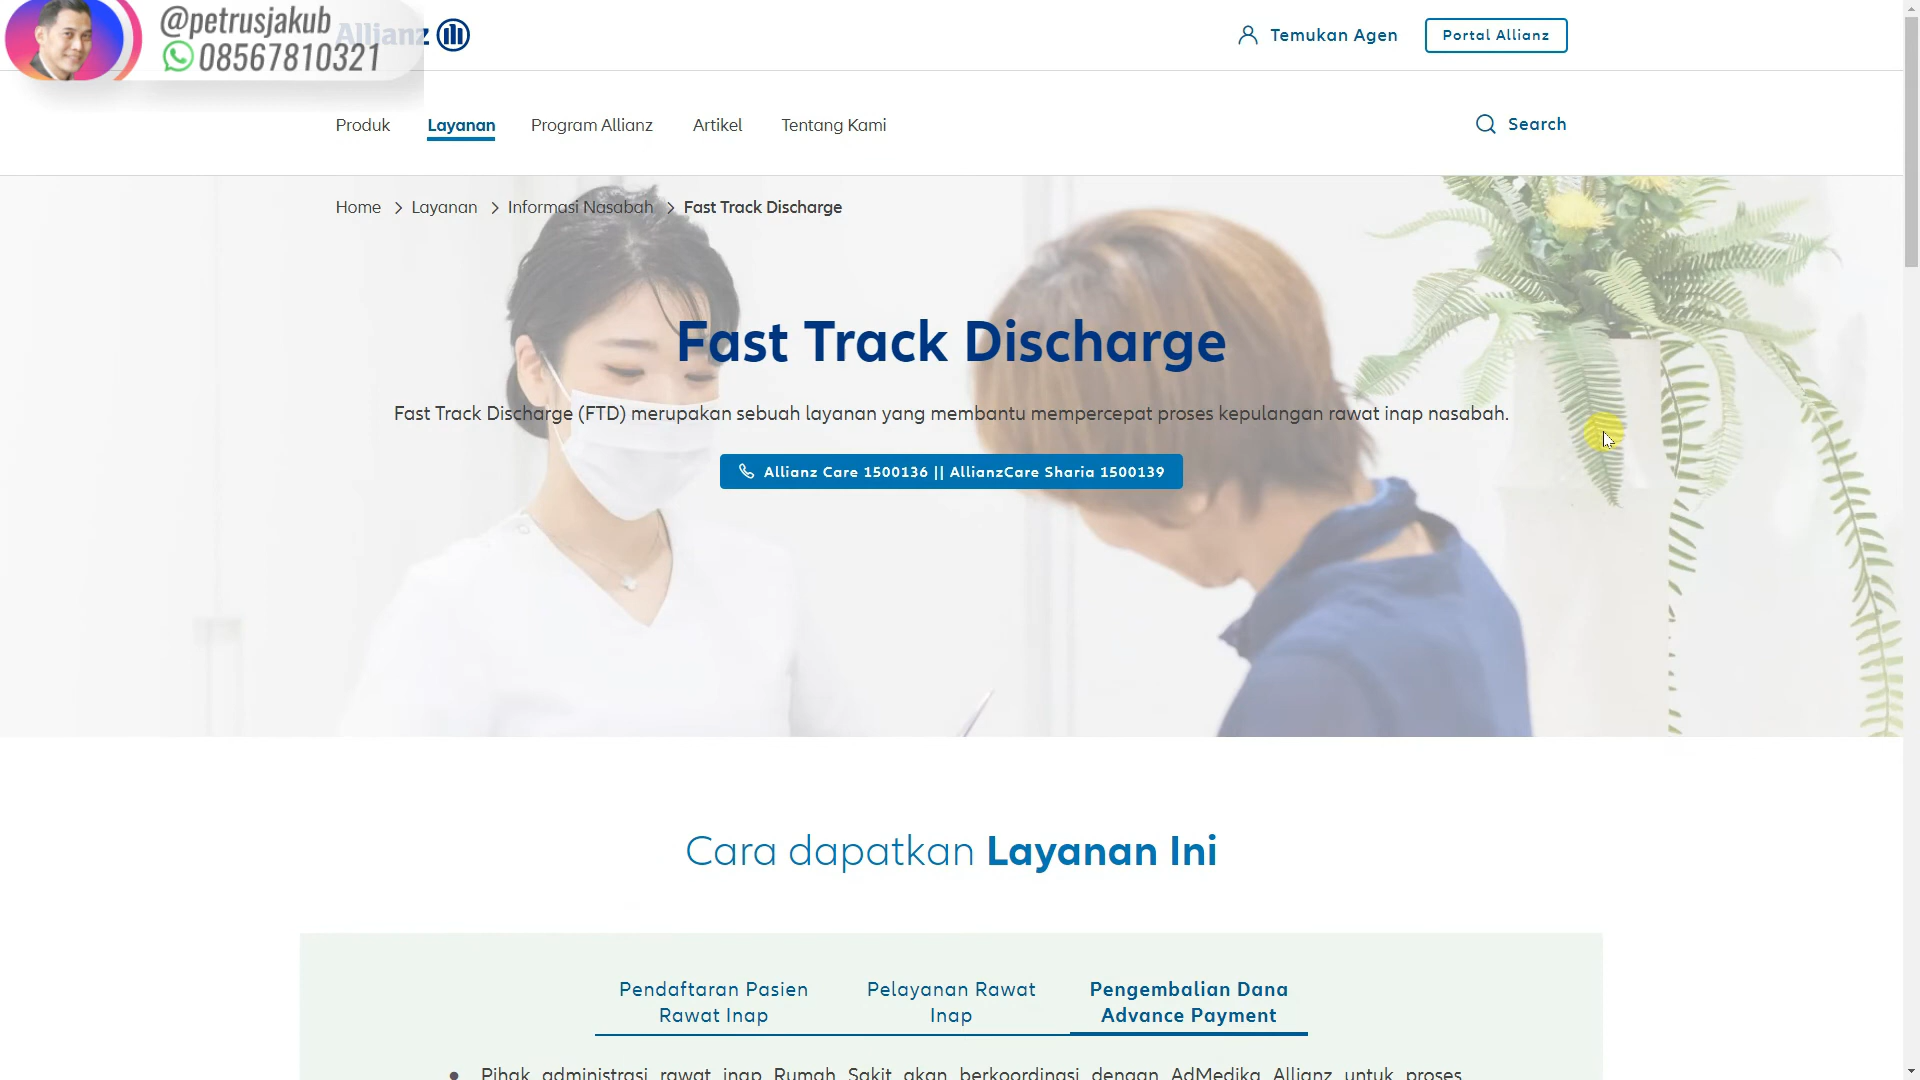 @petrusjakub
08567810321
Allianz
Temukan Agen
Portal Allianz
Produk
Layanan
Program Allianz
Artikel
Tentang Kami
Search
Home > Layanan > Informasi Nasabah > Fast Track Discharge
Fast Track Discharge
Fast Track Discharge (FTD) merupakan sebuah layanan yang membantu mempercepat proses kepulangan rawat inap nasabah.
Allianz Care 1500136 || AllianzCare Sharia 1500139
Cara dapatkan Layanan Ini
Pendaftaran Pasien
Rawat Inap
Pelayanan Rawat
Inap
Pengembalian Dana
Advance Payment
• Pihak administrasi rawat inap Rumah Sakit akan berkoordinasi dengan AdMedika Allianz untuk proses